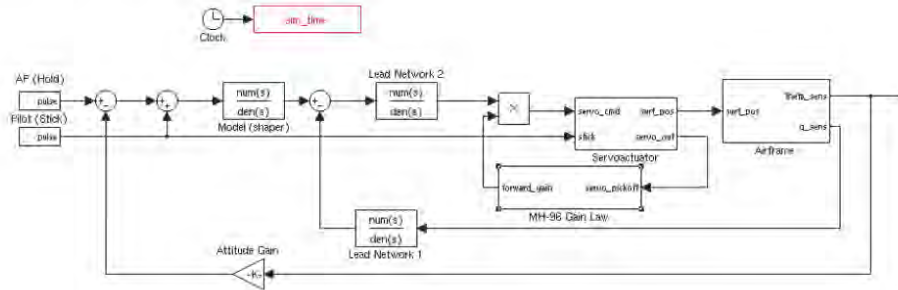 sim_time
Clock
AF (Hold)
pulse
Pilot (Stick)
pulse
num(s)
den(s)
Model (shaper)
Lead Network 2
num(s)
den(s)
servo_cmd
surf_pos
stick
servo_out
Servoactuator
surf_pos
Theta_sens
q_sens
Airframe
forward_gain
servo_pickoff
MH-96 Gain Law
num(s)
den(s)
Lead Network 1
Attitude Gain
-K-